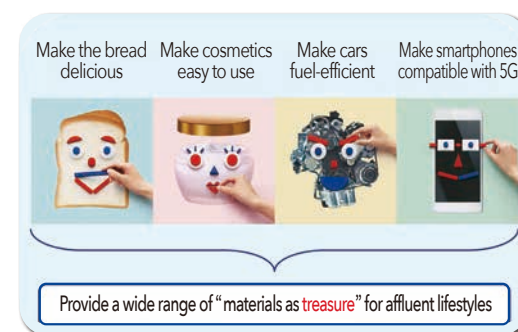 Make the bread
delicious
Make cosmetics
easy to use
Make cars
fuel-efficient
Make smartphones
compatible with 5G
Provide a wide range of “materials as treasure” for affluent lifestyles